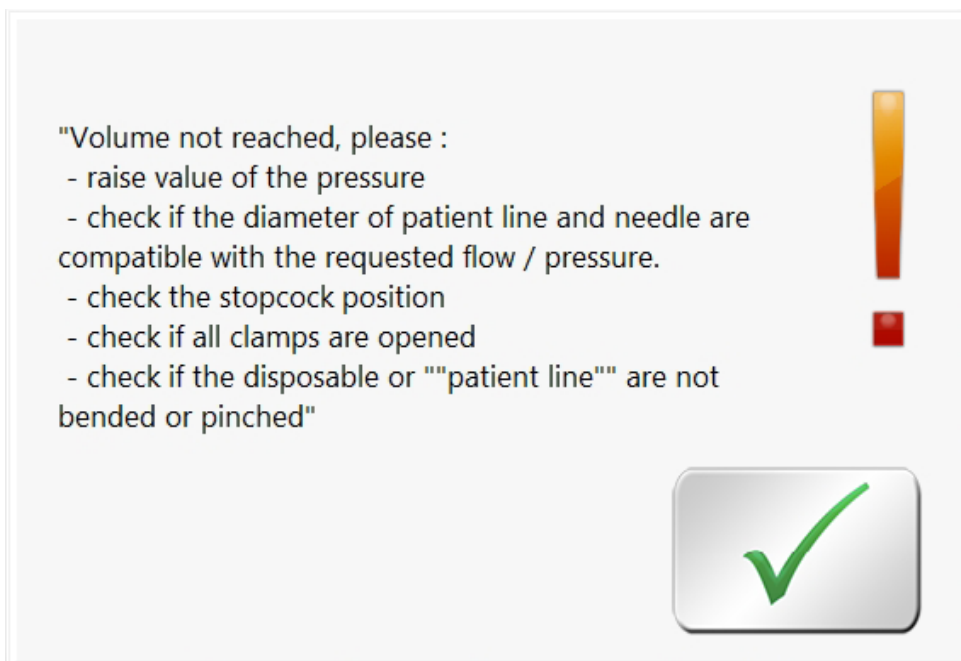 "Volume not reached, please :
- raise value of the pressure
- check if the diameter of patient line and needle are
compatible with the requested flow / pressure.
- check the stopcock position
- check if all clamps are opened
- check if the disposable or ""patient line"" are not
bended or pinched"